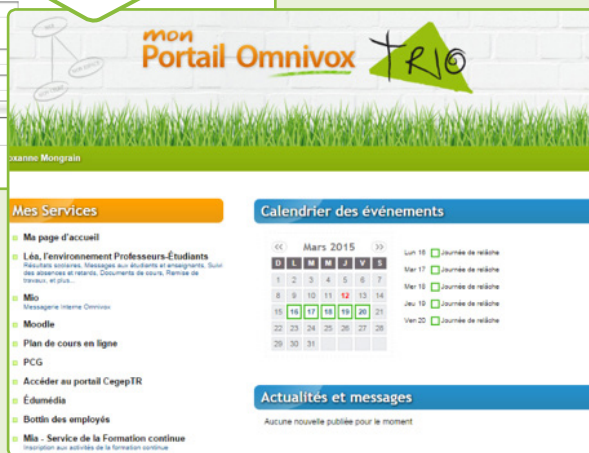 mon
Portail Omnivox TRIO
oxanne Mongrain
Mes Services
Ma page d'accueil
Léa, l'environnement Professeurs-Étudiants
Résultats scolaires, Messages aux étudiants et enseignants, Suivi
des absences et retards, Documents de cours, Remise de
travaux, et plus...
Mio
Messagerie Interne Omnivox
Moodle
Plan de cours en ligne
PCG
Accéder au portail CegepTR
Édumédia
Bottin des employés
Mia - Service de la Formation continue
Inscription aux activités de la formation continue
Calendrier des événements
<< Mars 2015 >>
D L M M J V S
1 2 3 4 5 6 7
8 9 10 11 12 13 14
15 16 17 18 19 20 21
22 23 24 25 26 27 28
29 30 31
Lun 16 Journée de relâche
Mar 17 Journée de relâche
Mer 18 Journée de relâche
Jeu 19 Journée de relâche
Ven 20 Journée de relâche
Actualités et messages
Aucune nouvelle publiée pour le moment